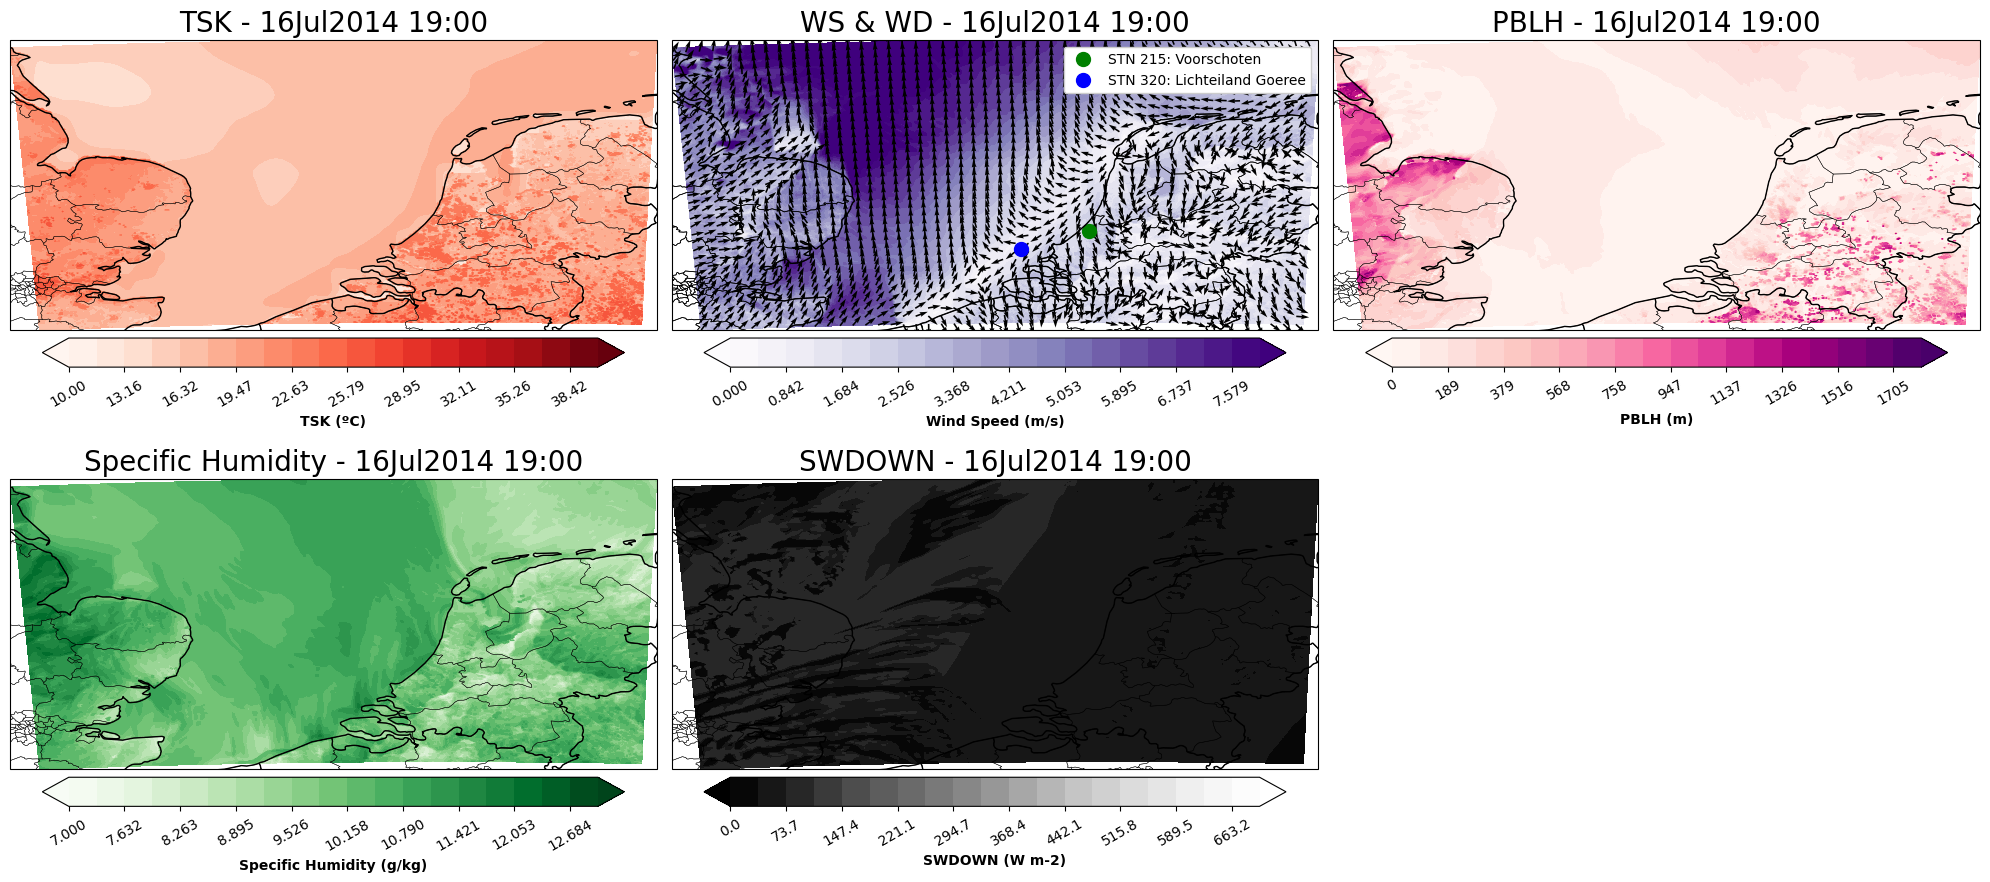 TSK - 16Jul2014 19:00
WS & WD - 16Jul2014 19:00
PBLH - 16Jul2014 19:00
STN 215: Voorschoten
STN 320: Lichteiland Goeree
10.00 13.16 16.32 19.47 22.63 25.79 28.95 32.11 35.26 38.42
TSK (ºC)
0.000 0.842 1.684 2.526 3.368 4.211 5.053 5.895 6.737 7.579
Wind Speed (m/s)
0 189 379 568 758 947 1137 1326 1516 1705
PBLH (m)
Specific Humidity - 16Jul2014 19:00
SWDOWN - 16Jul2014 19:00
7.000 7.632 8.263 8.895 9.526 10.158 10.790 11.421 12.053 12.684
Specific Humidity (g/kg)
0.0 73.7 147.4 221.1 294.7 368.4 442.1 515.8 589.5 663.2
SWDOWN (W m-2)